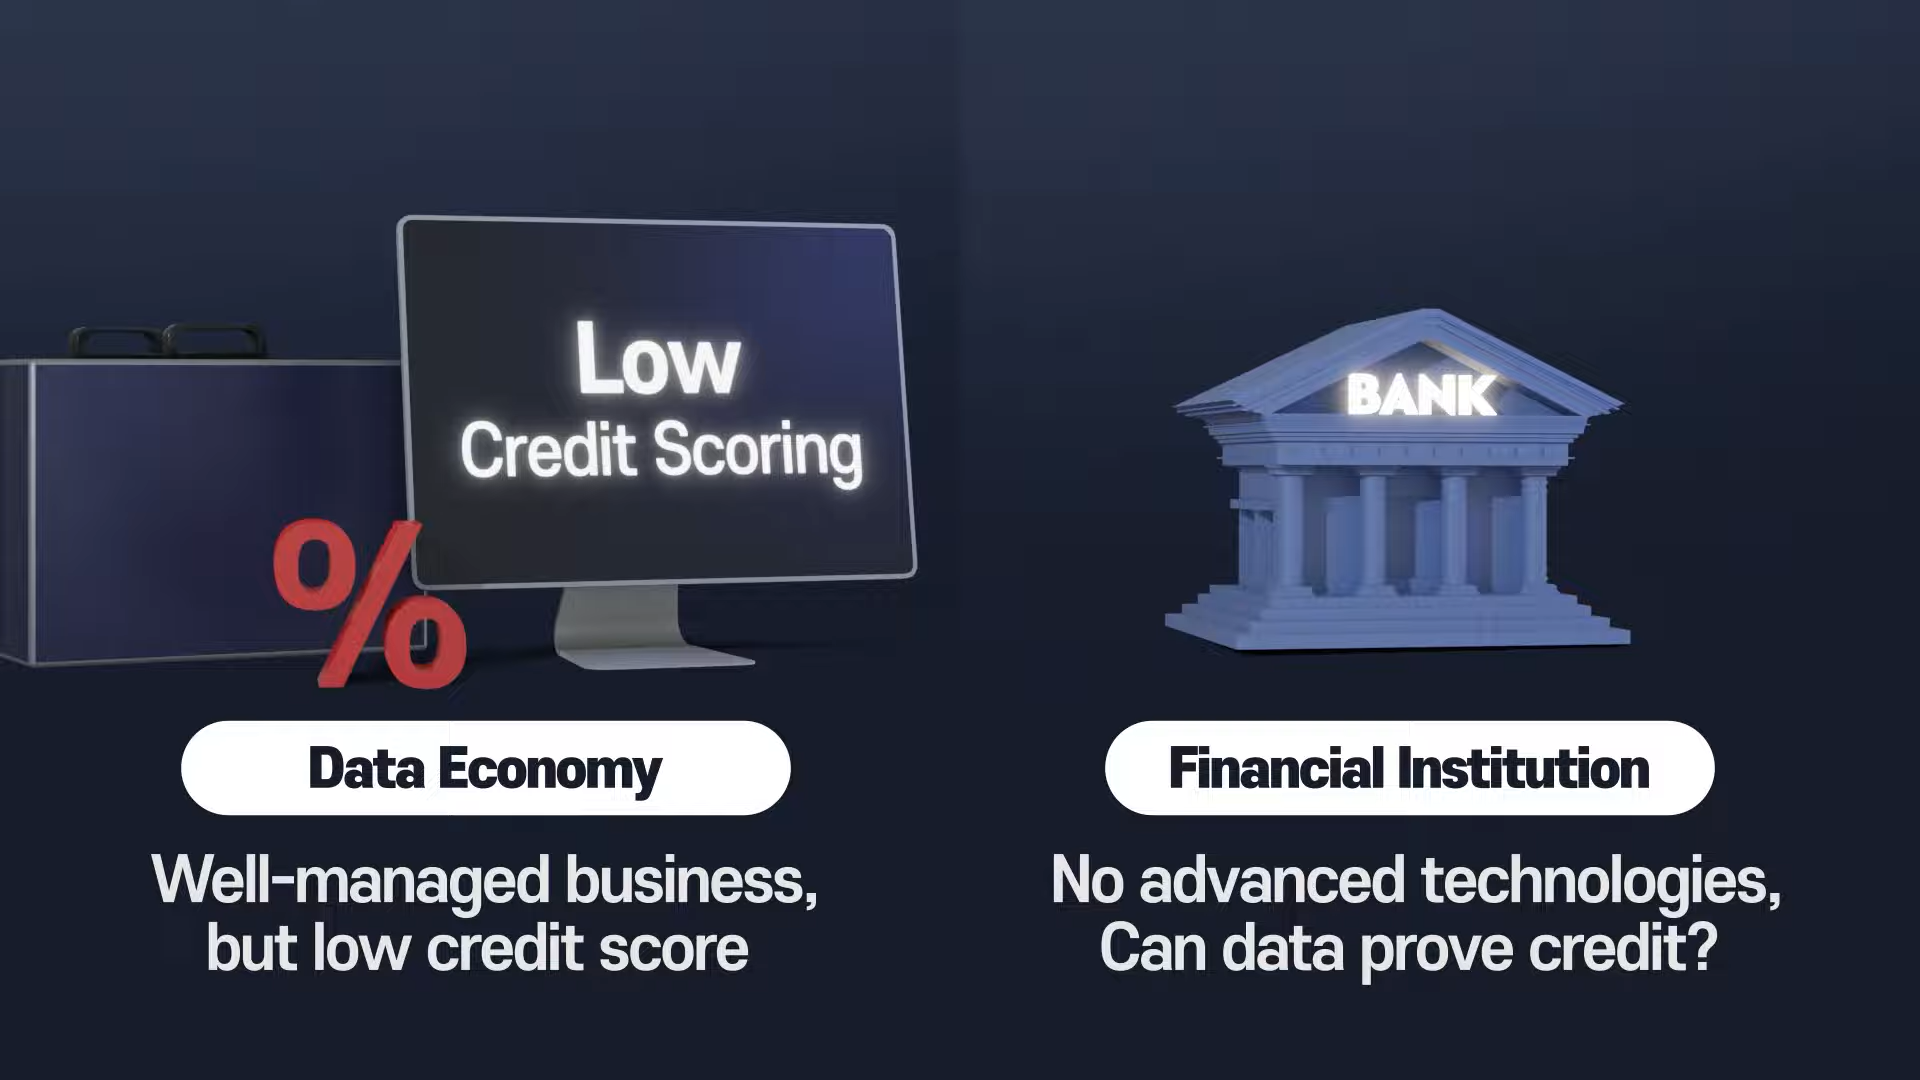 Low
Credit Scoring
%
Data Economy
Well-managed business,
but low credit score
BANK
Financial Institution
No advanced technologies,
Can data prove credit?